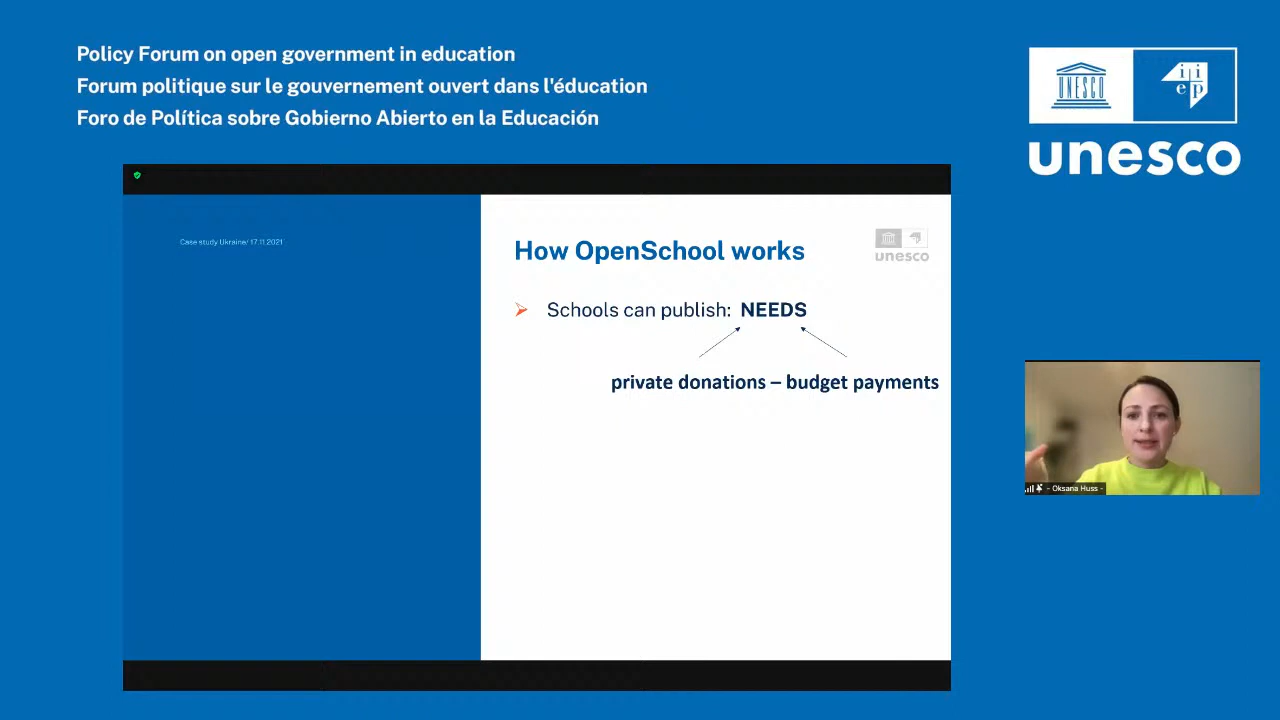 Policy Forum on open government in education
Forum politique sur le gouvernement ouvert dans l'éducation
Foro de Política sobre Gobierno Abierto en la Educación
UNESCO
iiep
unesco
Case study Ukraine/ 17.11.2021
How OpenSchool works
unesco
➢ Schools can publish: NEEDS
private donations – budget payments
- Oksana Huss -